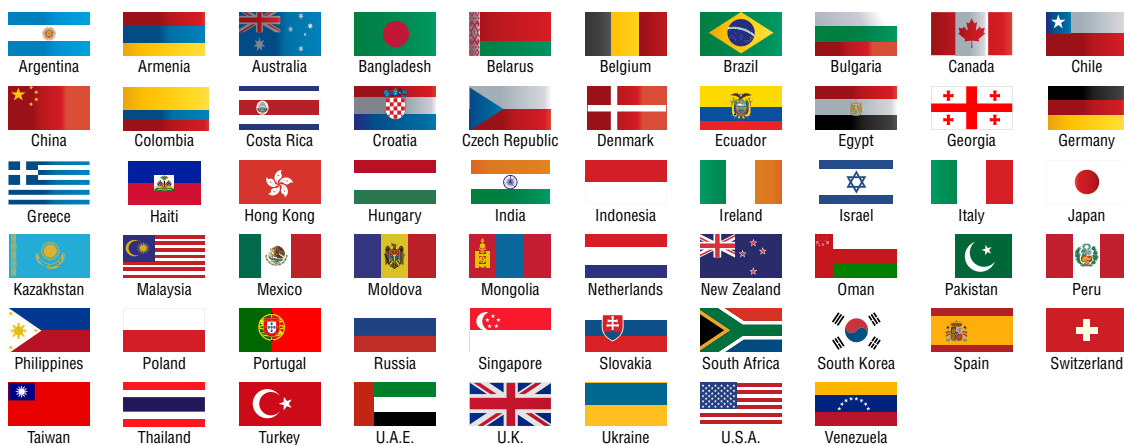 Argentina Armenia Australia Bangladesh Belarus Belgium Brazil Bulgaria Canada Chile
China Colombia Costa Rica Croatia Czech Republic Denmark Ecuador Egypt Georgia Germany
Greece Haiti Hong Kong Hungary India Indonesia Ireland Israel Italy Japan
Kazakhstan Malaysia Mexico Moldova Mongolia Netherlands New Zealand Oman Pakistan Peru
Philippines Poland Portugal Russia Singapore Slovakia South Africa South Korea Spain Switzerland
Taiwan Thailand Turkey U.A.E. U.K. Ukraine U.S.A. Venezuela